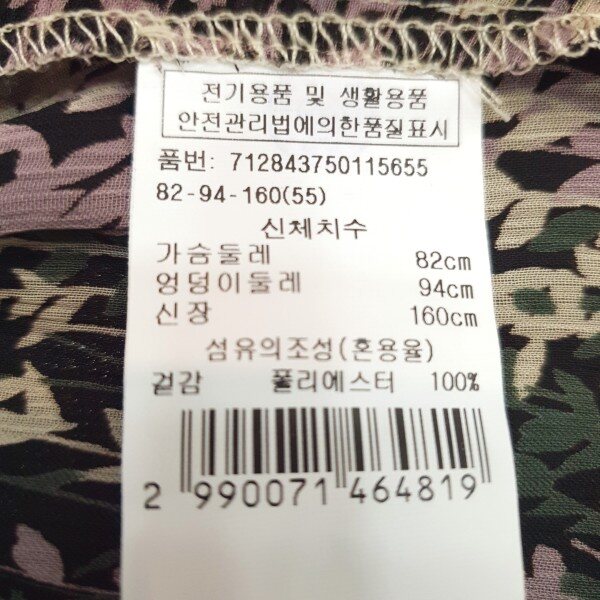 전기용품 및 생활용품
안전관리법에의한품질표시
품번: 712843750115655
82-94-160(55)
신체치수
가슴둘레 82cm
엉덩이둘레 94cm
신장 160cm
섬유의조성(혼용율)
겉감 폴리에스터 100%
2 990071 464819